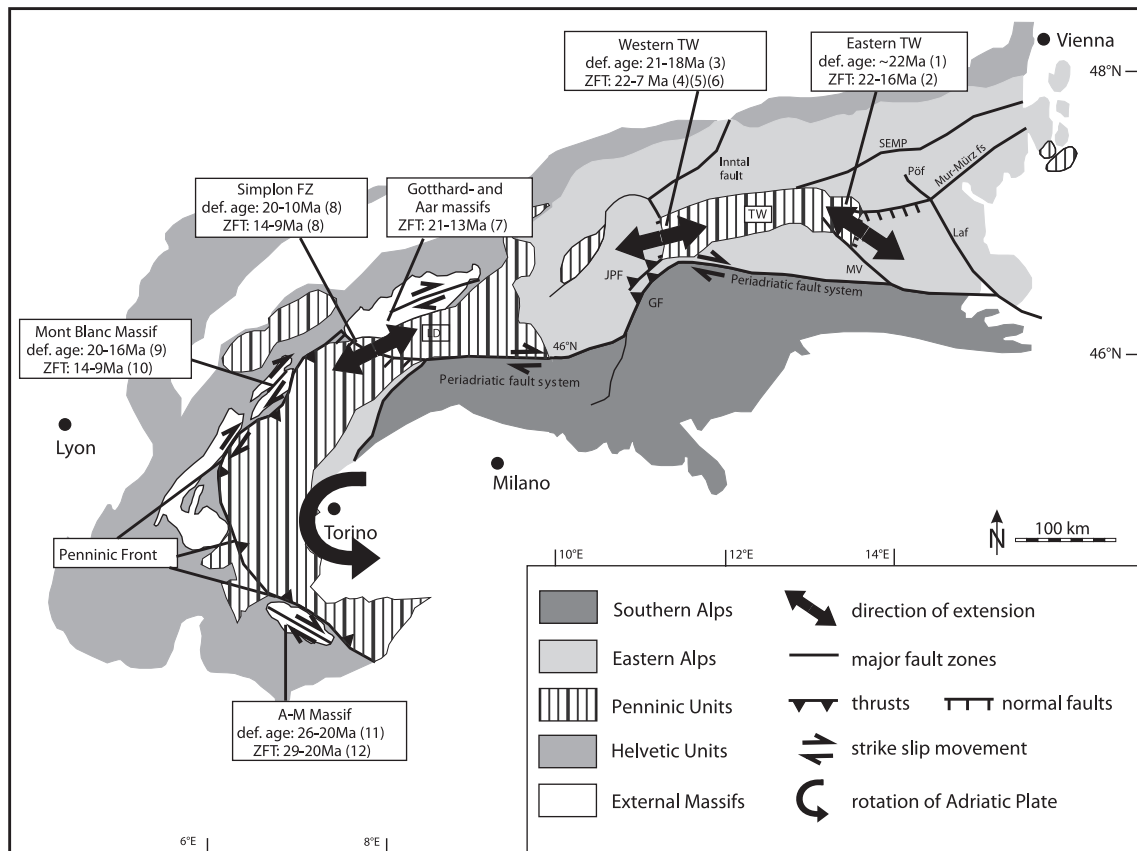 Western TW
def. age: 21-18Ma (3)
ZFT: 22-7 Ma (4)(5)(6)
Eastern TW
def. age: ~22Ma (1)
ZFT: 22-16Ma (2)
Vienna
48°N
SEMP
Pöf
Mur-Mürz fs
Inntal
fault
Simplon FZ
def. age: 20-10Ma (8)
ZFT: 14-9Ma (8)
Gotthard- and
Aar massifs
ZFT: 21-13Ma (7)
TW
Laf
MV
JPF
GF
Periadriatic fault system
Mont Blanc Massif
def. age: 20-16Ma (9)
ZFT: 14-9Ma (10)
LD
46°N
46°N
Periadriatic fault system
Lyon
Milano
Torino
Penninic Front
N
100 km
10°E
12°E
14°E
A-M Massif
def. age: 26-20Ma (11)
ZFT: 29-20Ma (12)
Southern Alps
direction of extension
Eastern Alps
major fault zones
Penninic Units
thrusts
normal faults
Helvetic Units
strike slip movement
External Massifs
rotation of Adriatic Plate
6°E
8°E